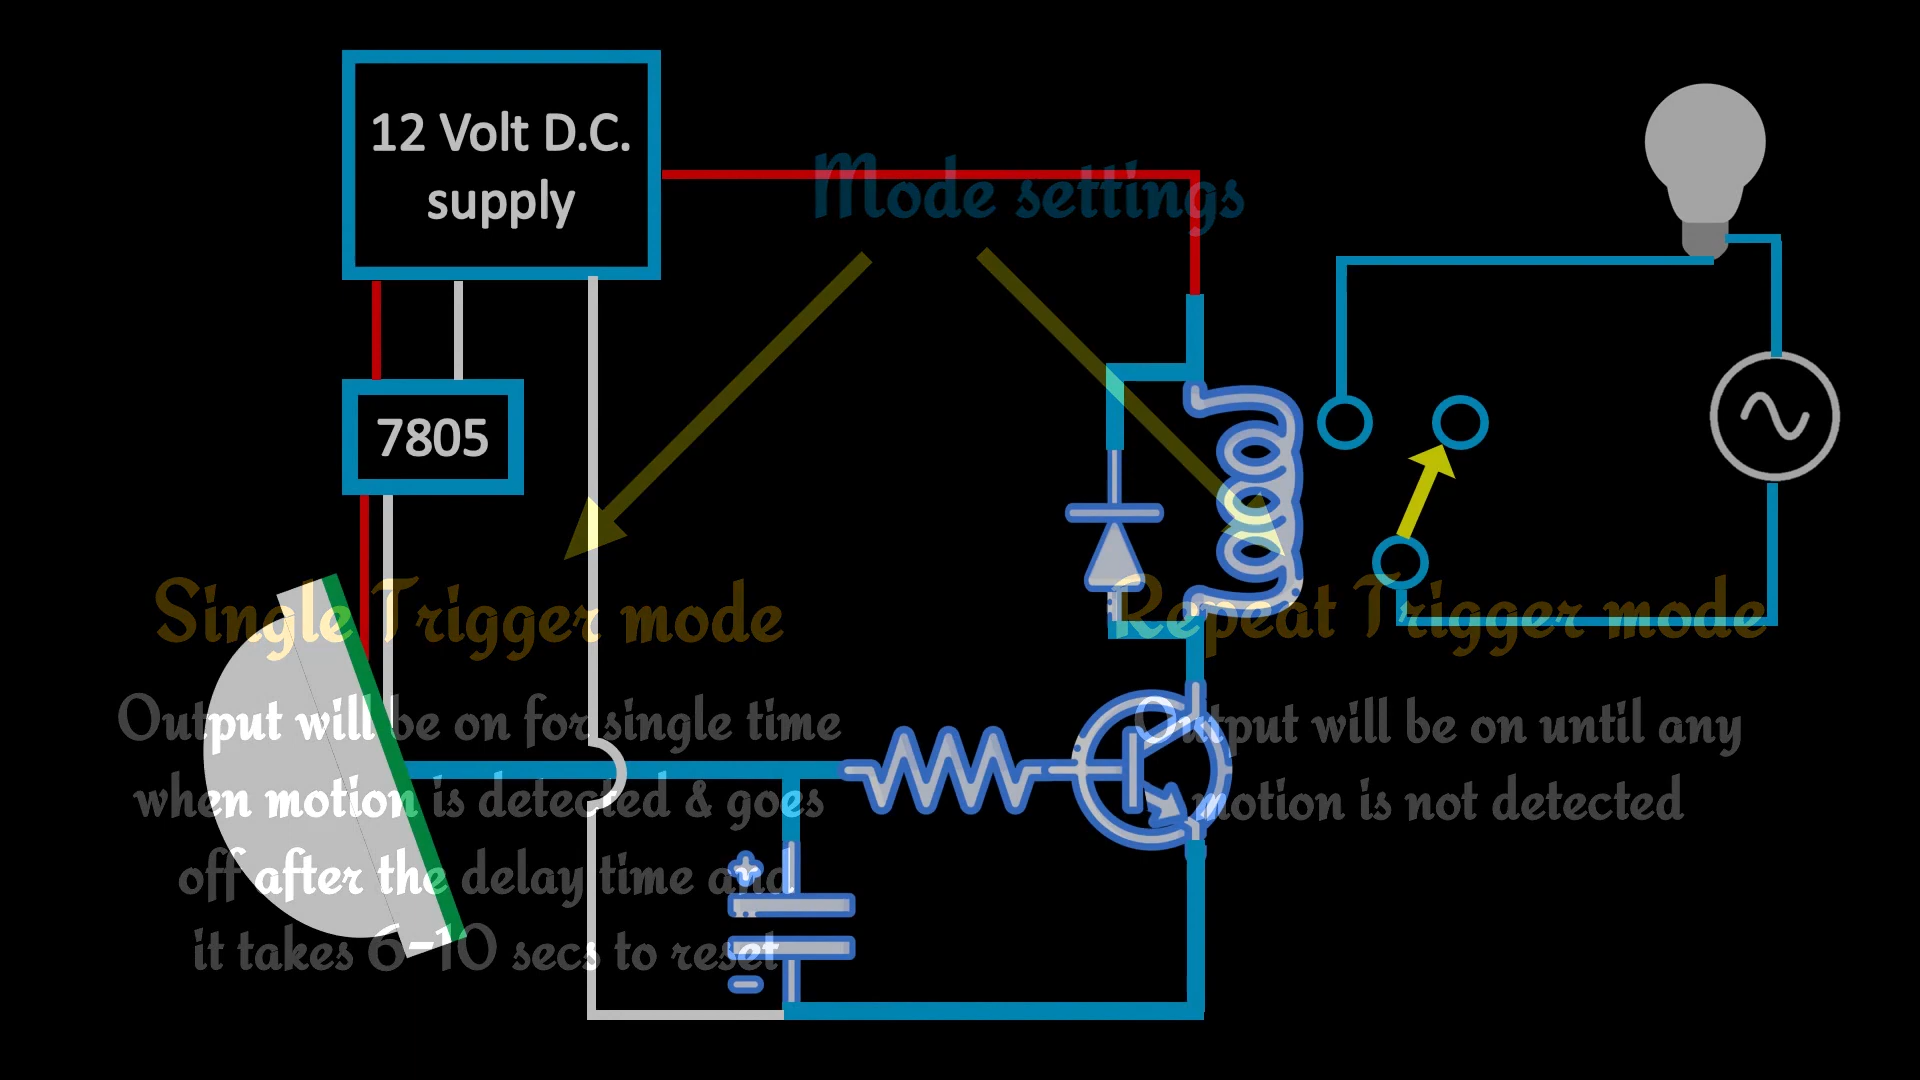 12 Volt D.C.
supply
Mode settings
7805
Single Trigger mode
Output will be on for single time
when motion is detected & goes
off after the delay time and
it takes 6-10 secs to reset
Repeat Trigger mode
Output will be on until any
motion is not detected